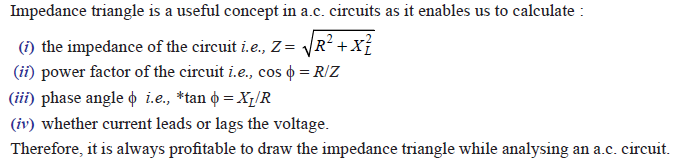 Impedance triangle is a useful concept in a.c. circuits as it enables us to calculate :
(i) the impedance of the circuit i.e., Z = √(R² + X_L²)
(ii) power factor of the circuit i.e., cos ϕ = R/Z
(iii) phase angle ϕ i.e., *tan ϕ = X_L/R
(iv) whether current leads or lags the voltage.
Therefore, it is always profitable to draw the impedance triangle while analysing an a.c. circuit.